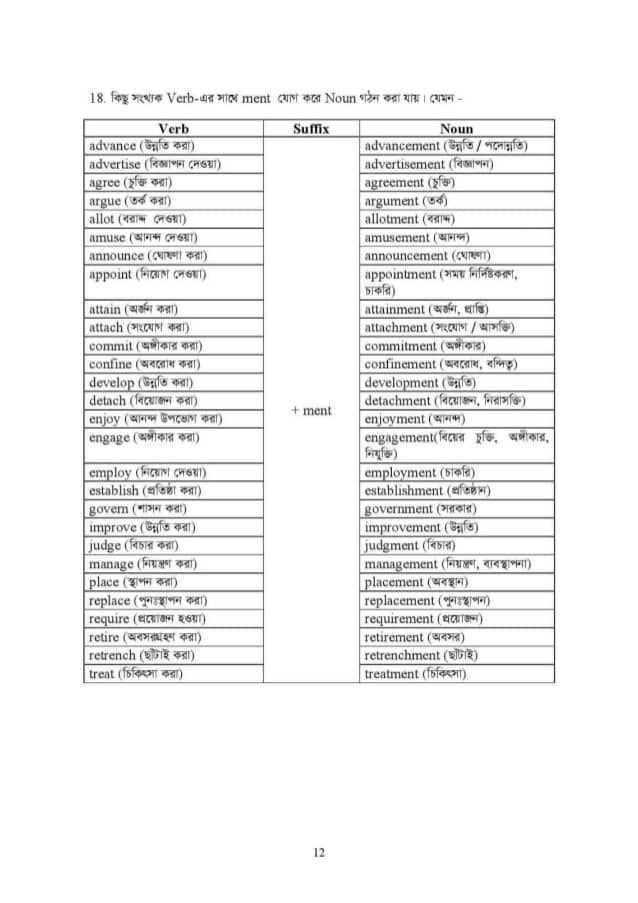 18. কিছু সংখ্যক Verb-এর সাথে ment যোগ করে Noun গঠন করা যায়। যেমন -
Verb Suffix Noun
advance (উন্নতি করা) advancement (উন্নতি / পদোন্নতি)
advertise (বিজ্ঞাপন দেওয়া) advertisement (বিজ্ঞাপন)
agree (চুক্তি করা) agreement (চুক্তি)
argue (তর্ক করা) argument (তর্ক)
allot (বরাদ্দ দেওয়া) allotment (বরাদ্দ)
amuse (আনন্দ দেওয়া) amusement (আনন্দ)
announce (ঘোষণা করা) announcement (ঘোষণা)
appoint (নিয়োগ দেওয়া) appointment (সময় নির্দিষ্টকরণ,
চাকরি)
attain (অর্জন করা) attainment (অর্জন, প্রাপ্তি)
attach (সংযোগ করা) attachment (সংযোগ / আসক্তি)
commit (অঙ্গীকার করা) commitment (অঙ্গীকার)
confine (অবরোধ করা) confinement (অবরোধ, বন্দিত্ব)
develop (উন্নতি করা) development (উন্নতি)
detach (বিয়োজন করা) detachment (বিয়োজন, নিরাসক্তি)
+ ment
enjoy (আনন্দ উপভোগ করা) enjoyment (আনন্দ)
engage (অঙ্গীকার করা) engagement(বিয়ের চুক্তি, অঙ্গীকার,
নিযুক্তি)
employ (নিয়োগ দেওয়া) employment (চাকরি)
establish (প্রতিষ্ঠা করা) establishment (প্রতিষ্ঠান)
govern (শাসন করা) government (সরকার)
improve (উন্নতি করা) improvement (উন্নতি)
judge (বিচার করা) judgment (বিচার)
manage (নিয়ন্ত্রণ করা) management (নিয়ন্ত্রণ, ব্যবস্থাপনা)
place (স্থাপন করা) placement (অবস্থান)
replace (পুনঃস্থাপন করা) replacement (পুনঃস্থাপন)
require (প্রয়োজন হওয়া) requirement (প্রয়োজন)
retire (অবসরগ্রহণ করা) retirement (অবসর)
retrench (ছাঁটাই করা) retrenchment (ছাঁটাই)
treat (চিকিৎসা করা) treatment (চিকিৎসা)
12